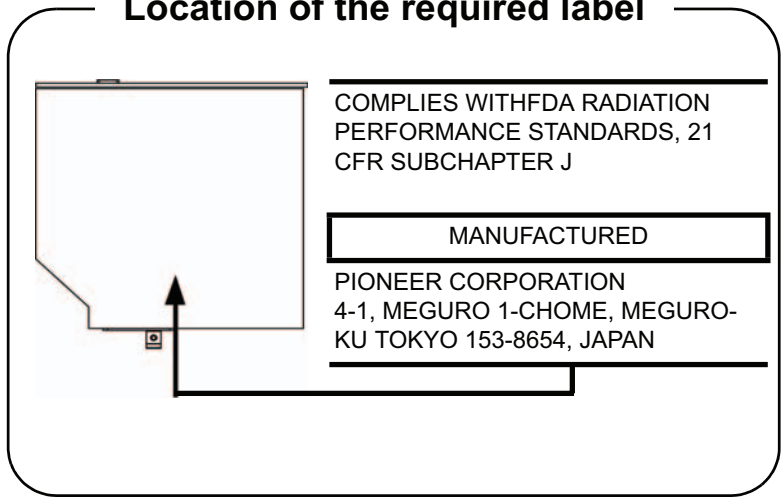 Location of the required label
COMPLIES WITHFDA RADIATION
PERFORMANCE STANDARDS, 21
CFR SUBCHAPTER J
MANUFACTURED
PIONEER CORPORATION
4-1, MEGURO 1-CHOME, MEGURO-
KU TOKYO 153-8654, JAPAN